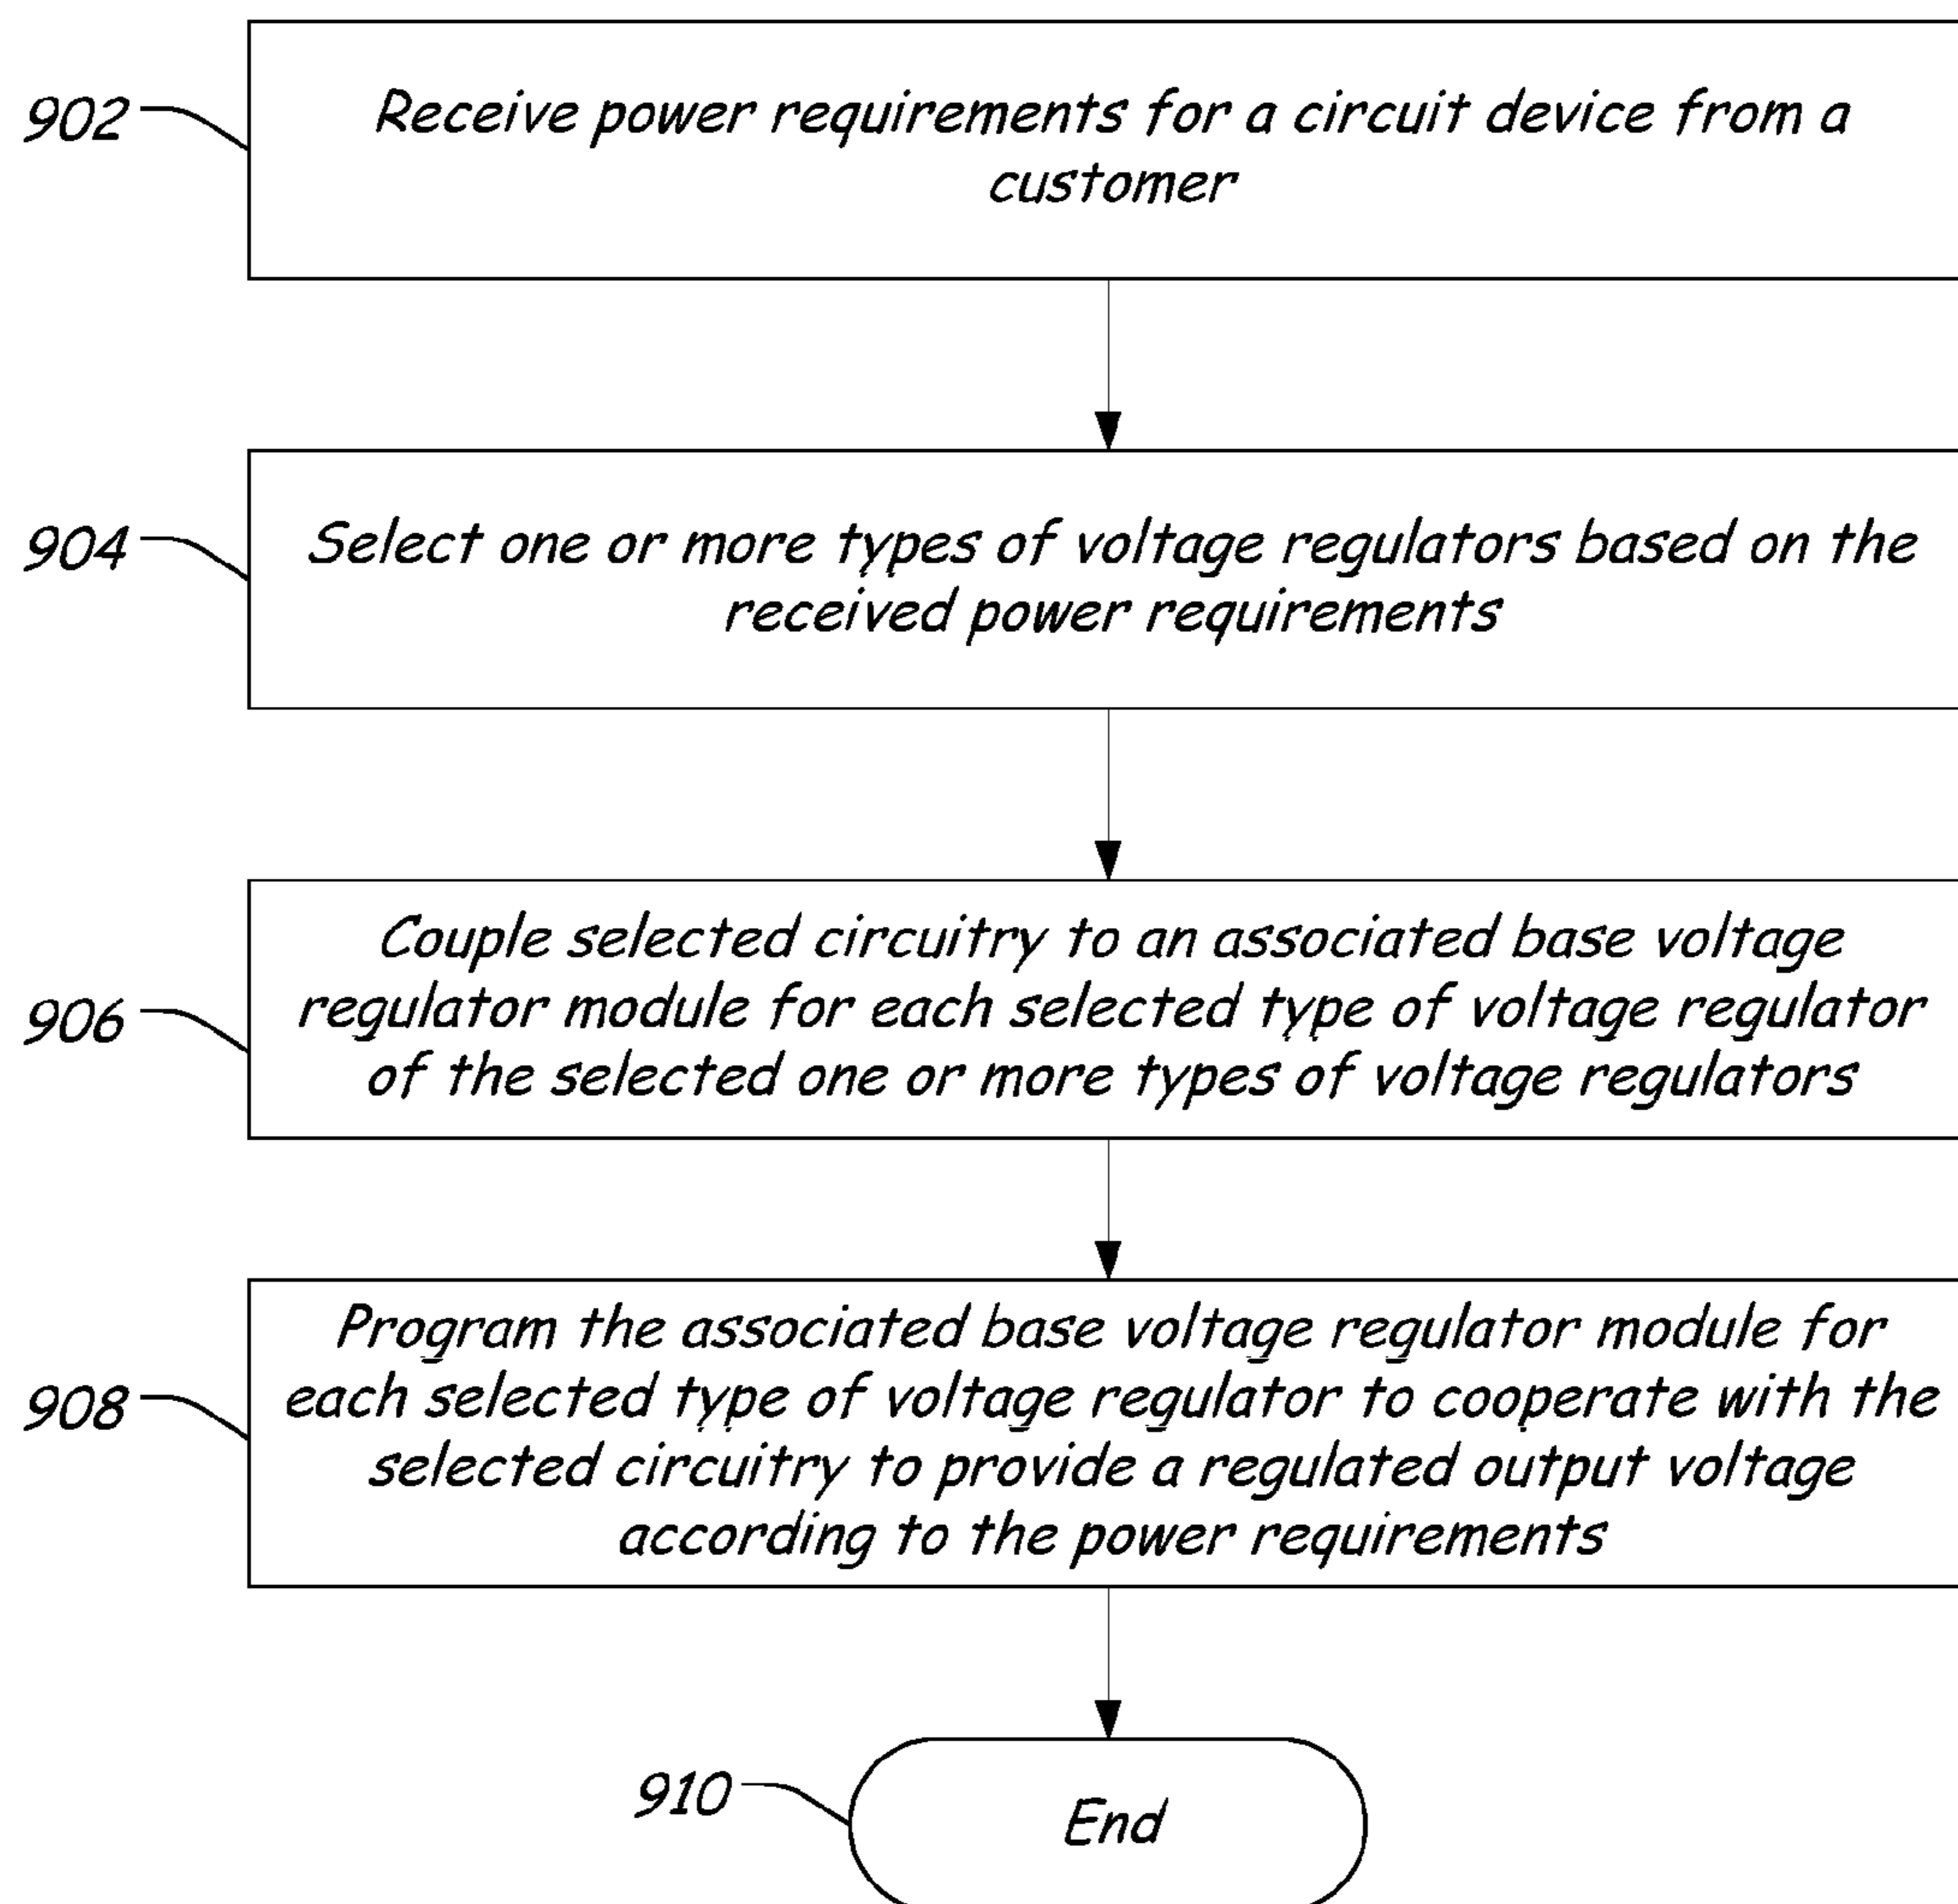 902
Receive power requirements for a circuit device from a
customer
904
Select one or more types of voltage regulators based on the
received power requirements
906
Couple selected circuitry to an associated base voltage
regulator module for each selected type of voltage regulator
of the selected one or more types of voltage regulators
908
Program the associated base voltage regulator module for
each selected type of voltage regulator to cooperate with the
selected circuitry to provide a regulated output voltage
according to the power requirements
910
End